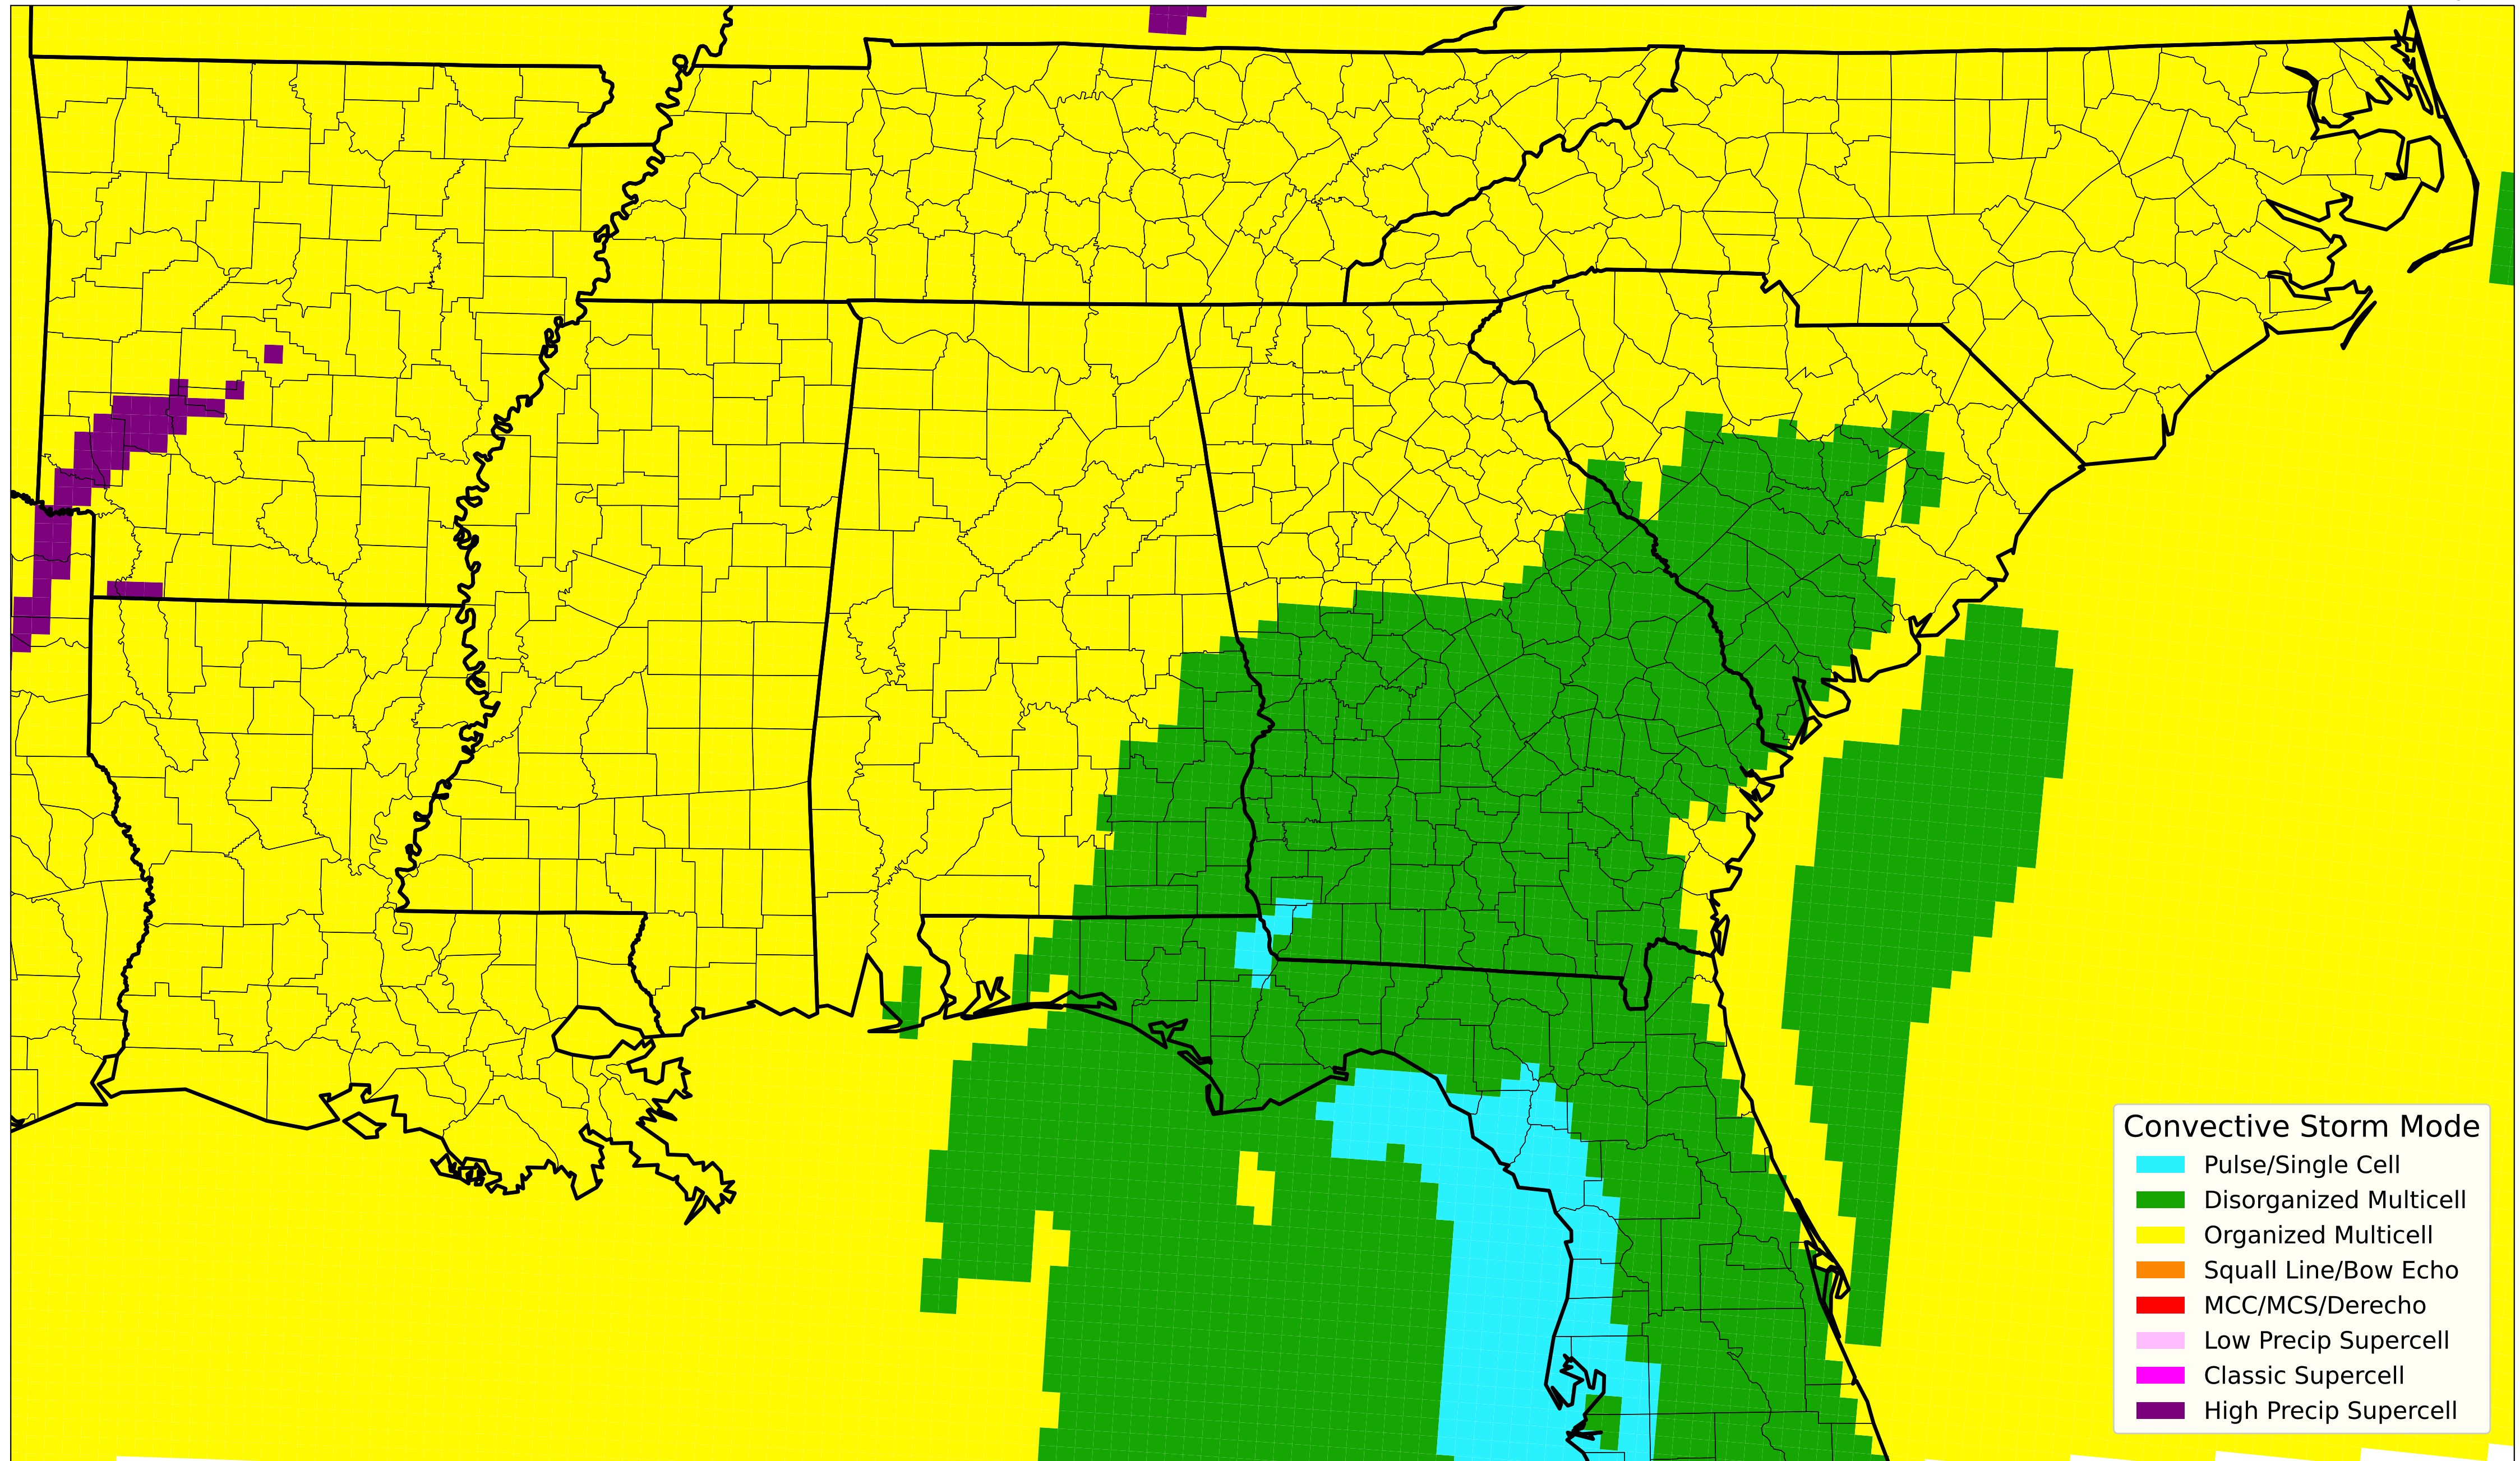 Convective Storm Mode
Pulse/Single Cell
Disorganized Multicell
Organized Multicell
Squall Line/Bow Echo
MCC/MCS/Derecho
Low Precip Supercell
Classic Supercell
High Precip Supercell